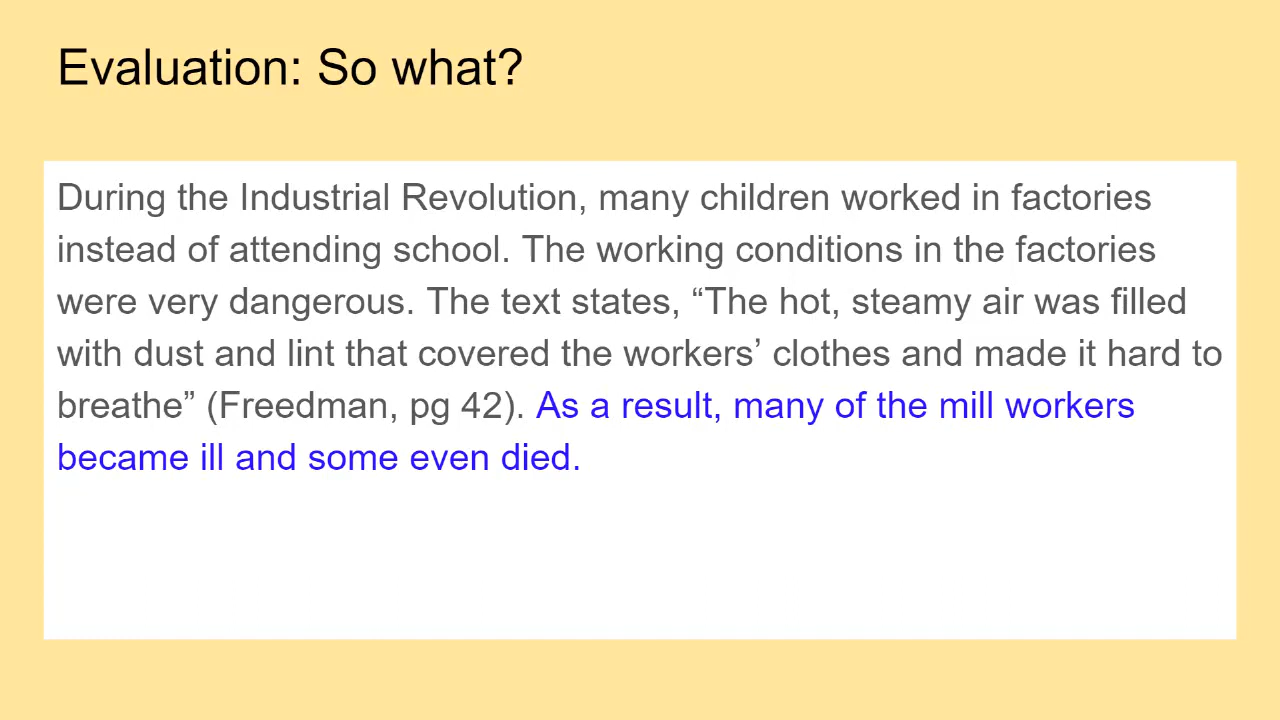 Evaluation: So what?
During the Industrial Revolution, many children worked in factories
instead of attending school. The working conditions in the factories
were very dangerous. The text states, “The hot, steamy air was filled
with dust and lint that covered the workers’ clothes and made it hard to
breathe” (Freedman, pg 42). As a result, many of the mill workers
became ill and some even died.